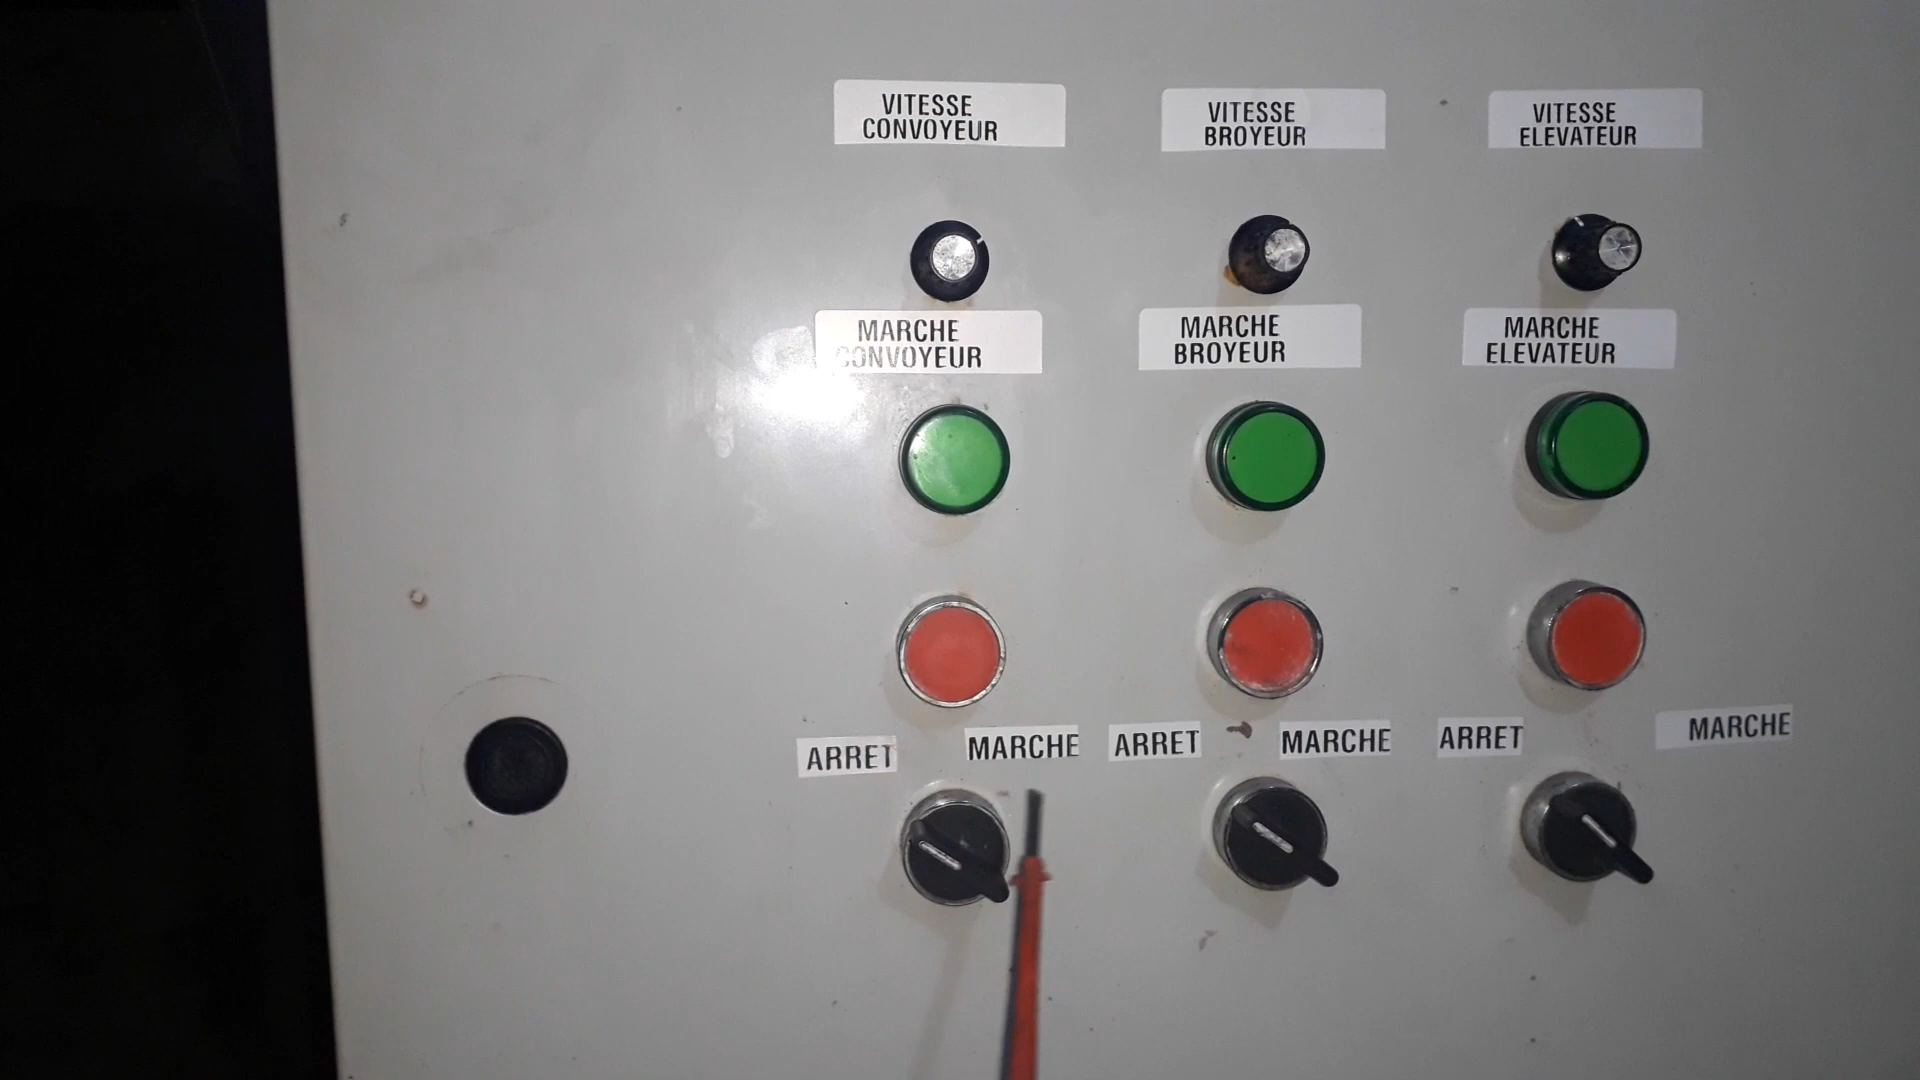 VITESSE
CONVOYEUR
VITESSE
BROYEUR
VITESSE
ELEVATEUR
MARCHE
CONVOYEUR
MARCHE
BROYEUR
MARCHE
ELEVATEUR
ARRET
MARCHE
ARRET
MARCHE
ARRET
MARCHE